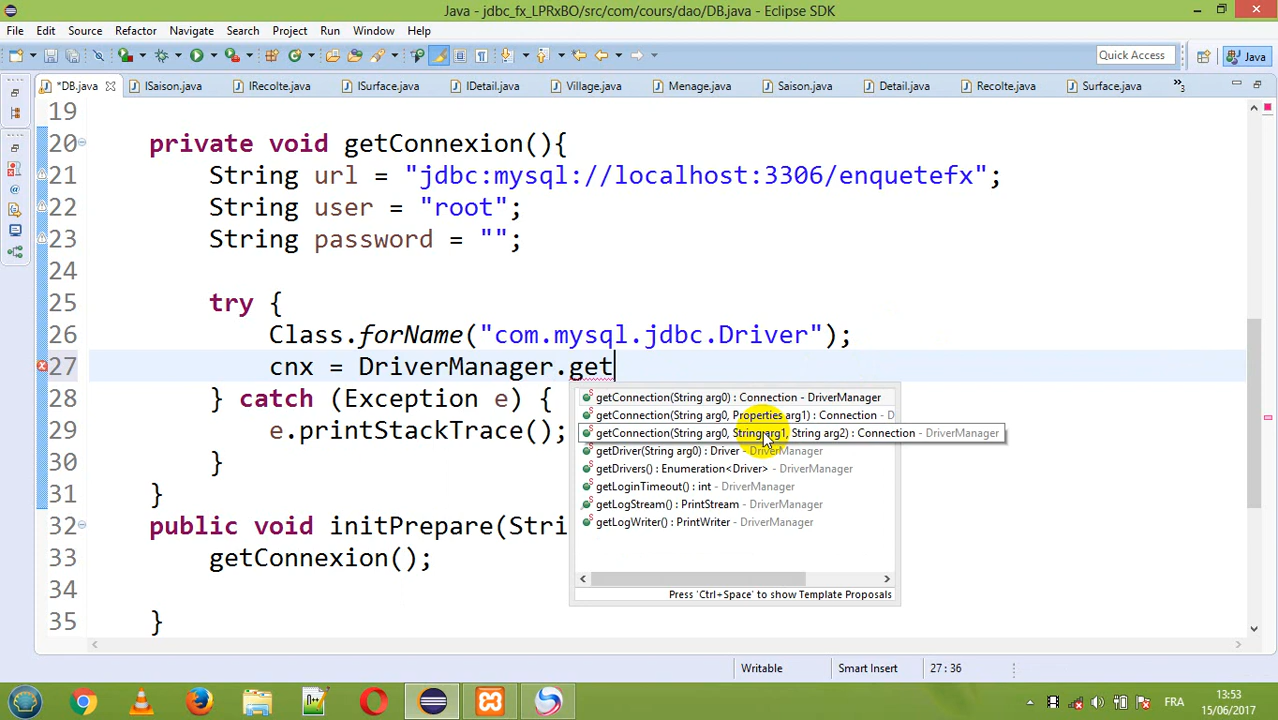 Java - jdbc_fx_LPRxBO/src/com/cours/dao/DB.java - Eclipse SDK
File Edit Source Refactor Navigate Search Project Run Window Help
Quick Access Java
*DB.java ISaison.java IRecolte.java ISurface.java IDetail.java Village.java Menage.java Saison.java Detail.java Recolte.java Surface.java »3
19
20 private void getConnexion(){
21 String url = "jdbc:mysql://localhost:3306/enquetefx";
22 String user = "root";
23 String password = "";
24
25 try {
26 Class.forName("com.mysql.jdbc.Driver");
27 cnx = DriverManager.get
28 } catch (Exception e) {
29 e.printStackTrace();
30 }
31 }
32 public void initPrepare(Stri
33 getConnexion();
34
35 }
getConnection(String arg0) : Connection - DriverManager
getConnection(String arg0, Properties arg1) : Connection - D
getConnection(String arg0, String arg1, String arg2) : Connection - DriverManager
getDriver(String arg0) : Driver - DriverManager
getDrivers() : Enumeration<Driver> - DriverManager
getLoginTimeout() : int - DriverManager
getLogStream() : PrintStream - DriverManager
getLogWriter() : PrintWriter - DriverManager
Press 'Ctrl+Space' to show Template Proposals
Writable Smart Insert 27 : 36
FRA 13:53
15/06/2017